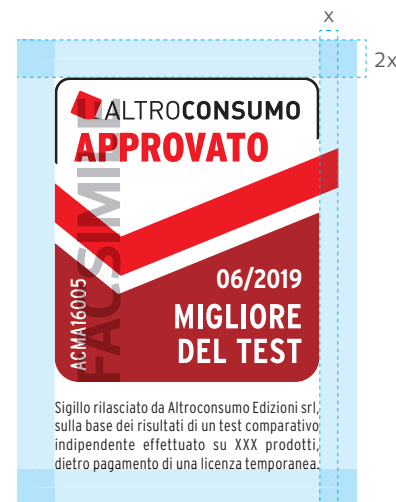 x
2x
ALTROCONSUMO
APPROVATO
FACSIMILE
06/2019
ACMA16005
MIGLIORE
DEL TEST
Sigillo rilasciato da Altroconsumo Edizioni srl,
sulla base dei risultati di un test comparativo
indipendente effettuato su XXX prodotti,
dietro pagamento di una licenza temporanea.